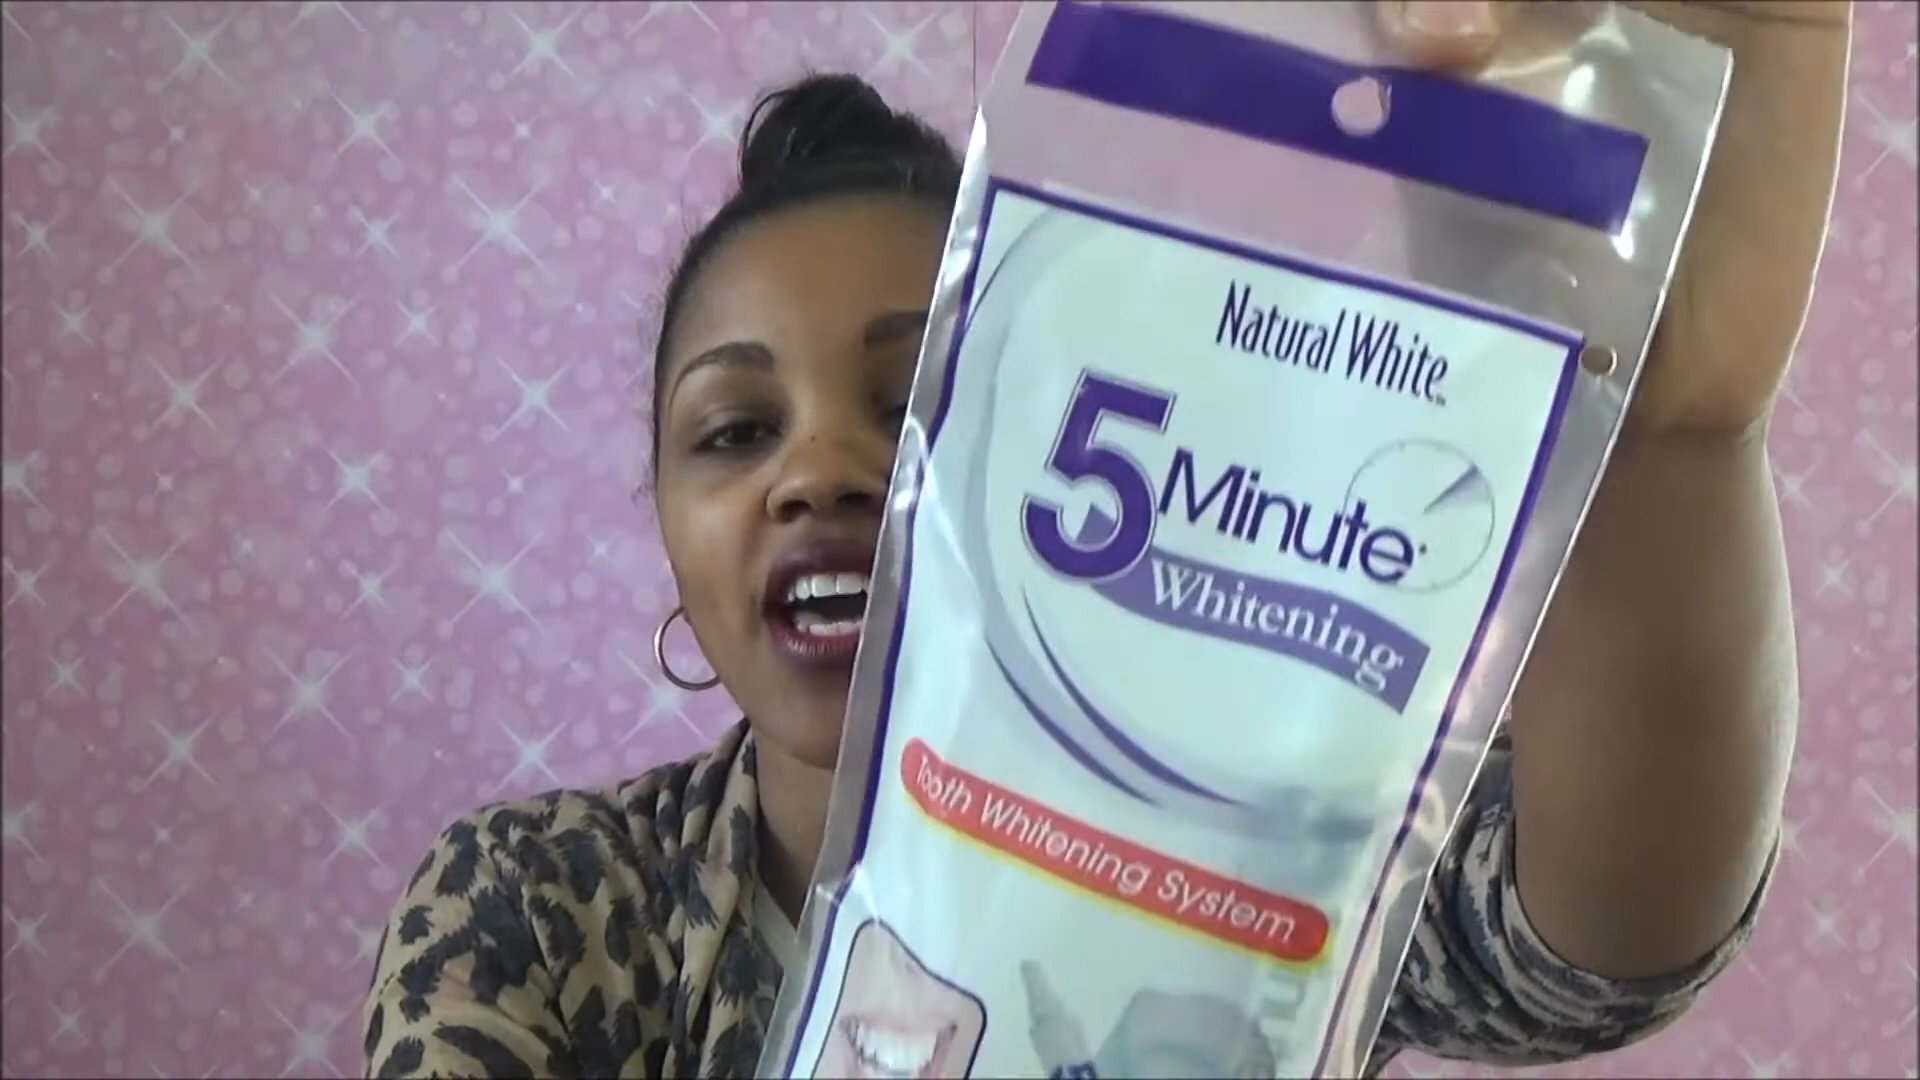 Natural White
5 Minute
Whitening
Tooth Whitening System